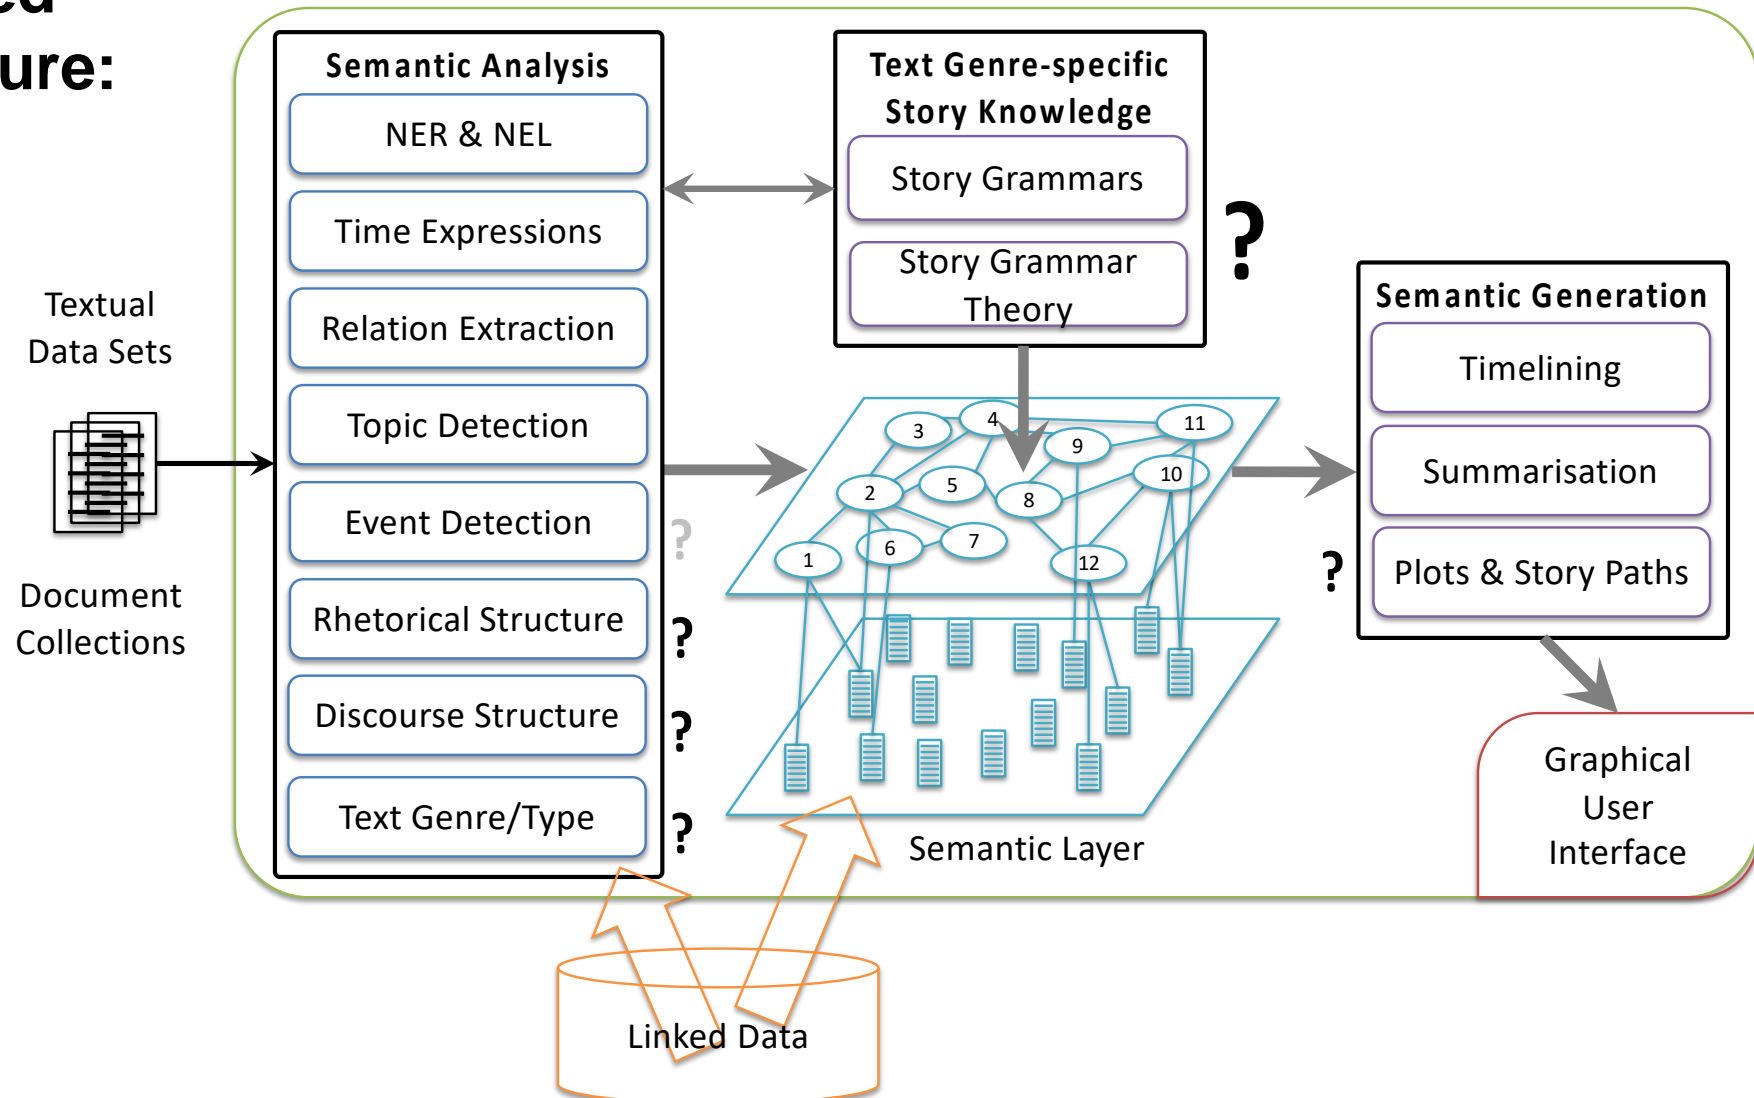 ed
ure:
Semantic Analysis
NER & NEL
Time Expressions
Relation Extraction
Topic Detection
Event Detection
?
Rhetorical Structure
?
Discourse Structure
?
Text Genre/Type
?
Textual
Data Sets
Document
Collections
Text Genre-specific
Story Knowledge
Story Grammars
Story Grammar
Theory
?
3
4
11
9
10
2
5
8
1
6
7
12
Semantic Layer
Linked Data
Semantic Generation
Timelining
Summarisation
Plots & Story Paths
?
Graphical
User
Interface